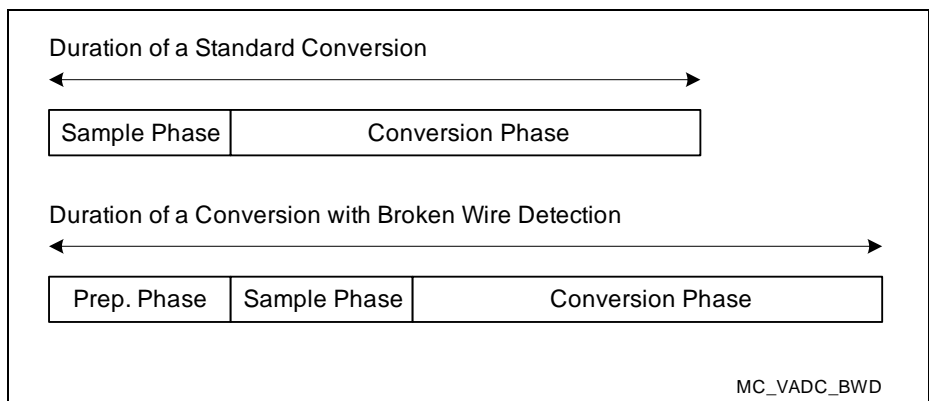 Duration of a Standard Conversion
Sample Phase Conversion Phase
Duration of a Conversion with Broken Wire Detection
Prep. Phase Sample Phase Conversion Phase
MC_VADC_BWD